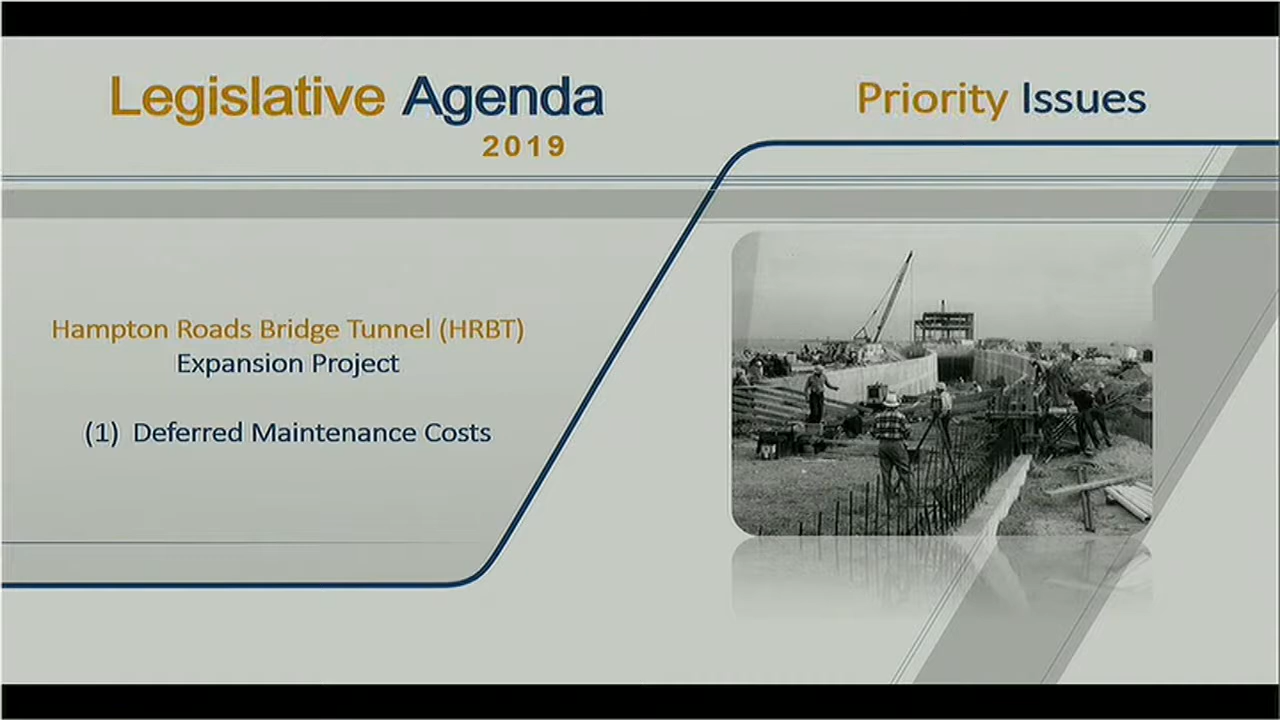 Legislative Agenda
2019
Priority Issues
Hampton Roads Bridge Tunnel (HRBT)
Expansion Project
(1) Deferred Maintenance Costs